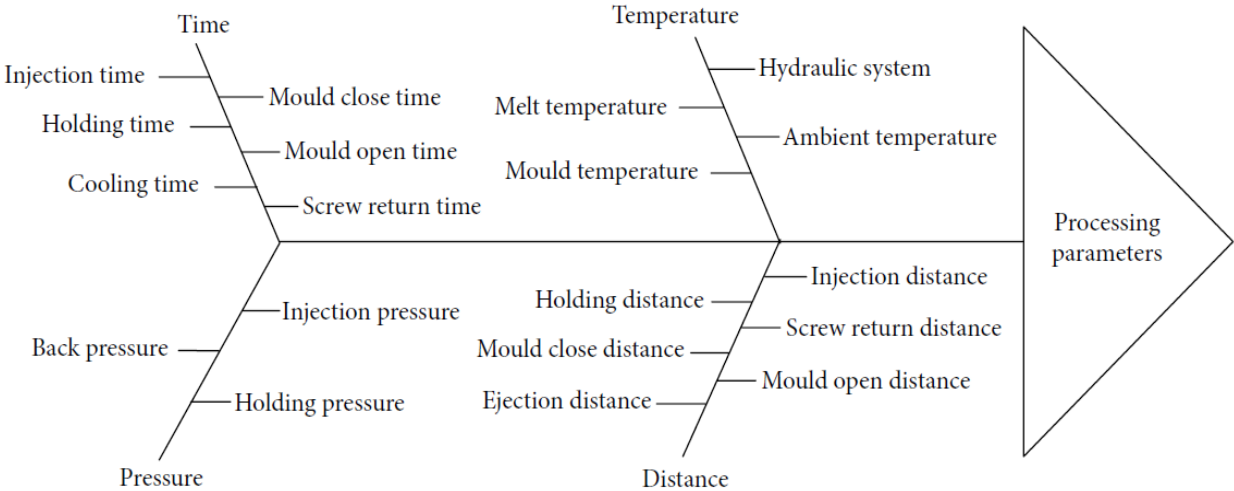 Time
Temperature
Injection time
Mould close time
Holding time
Mould open time
Cooling time
Screw return time
Hydraulic system
Melt temperature
Ambient temperature
Mould temperature
Processing
parameters
Injection pressure
Back pressure
Holding pressure
Pressure
Injection distance
Holding distance
Screw return distance
Mould close distance
Mould open distance
Ejection distance
Distance